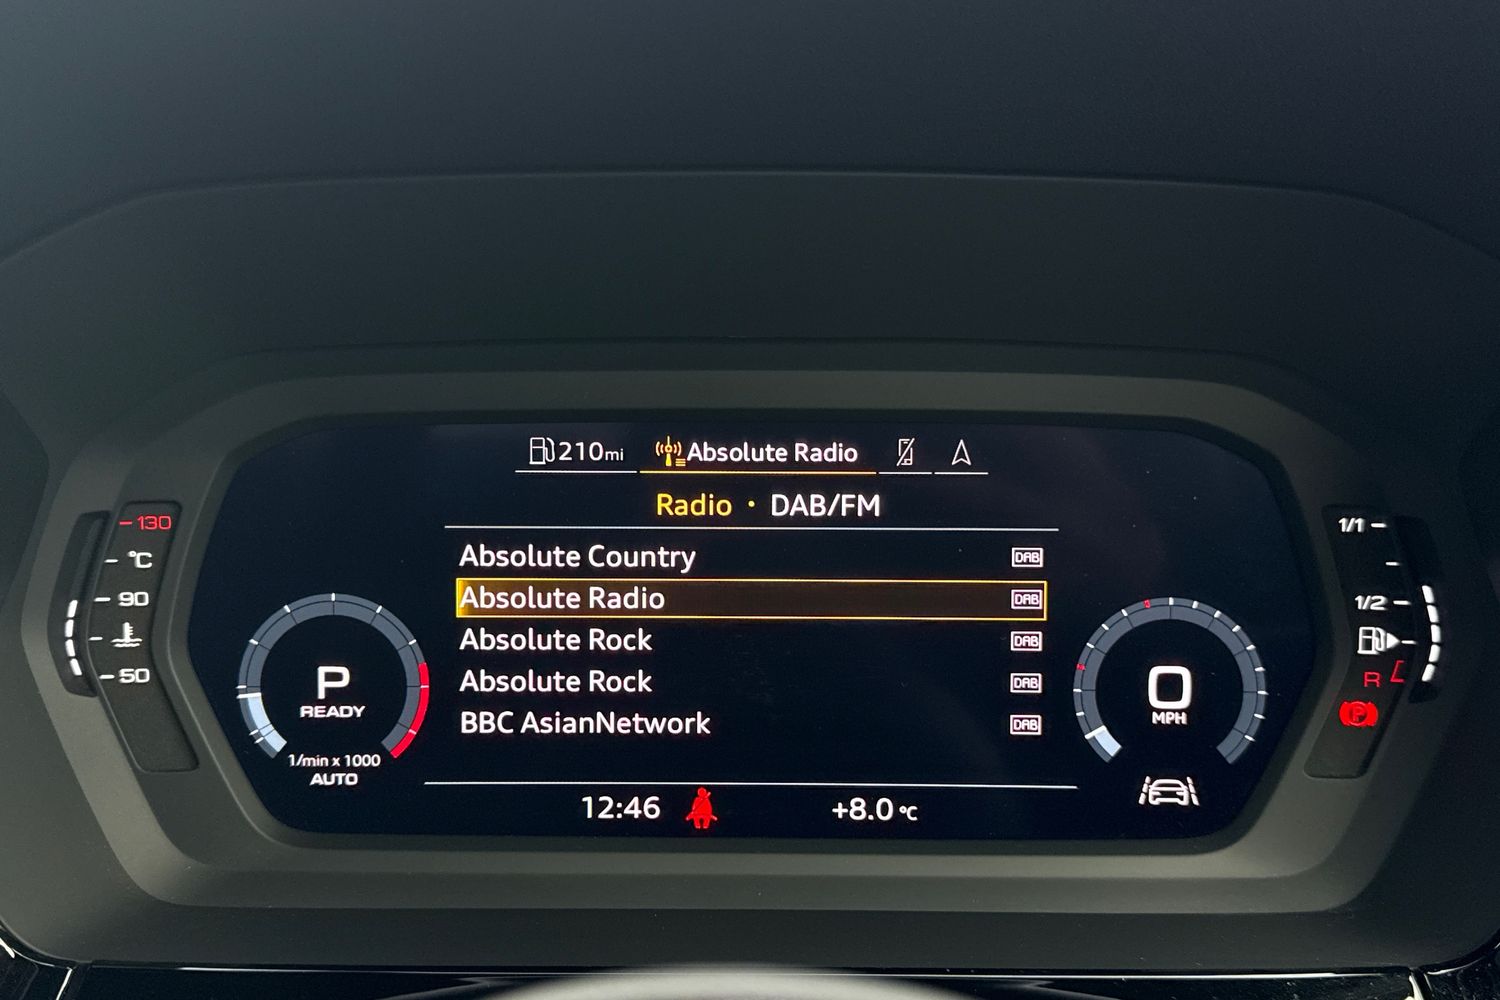 210mi
Absolute Radio
Radio · DAB/FM
Absolute Country DAB
Absolute Radio DAB
Absolute Rock DAB
Absolute Rock DAB
BBC AsianNetwork DAB
12:46
+8.0 °C
130
°C
90
50
P
READY
1/min x 1000
AUTO
0
MPH
1/1
1/2
R
P